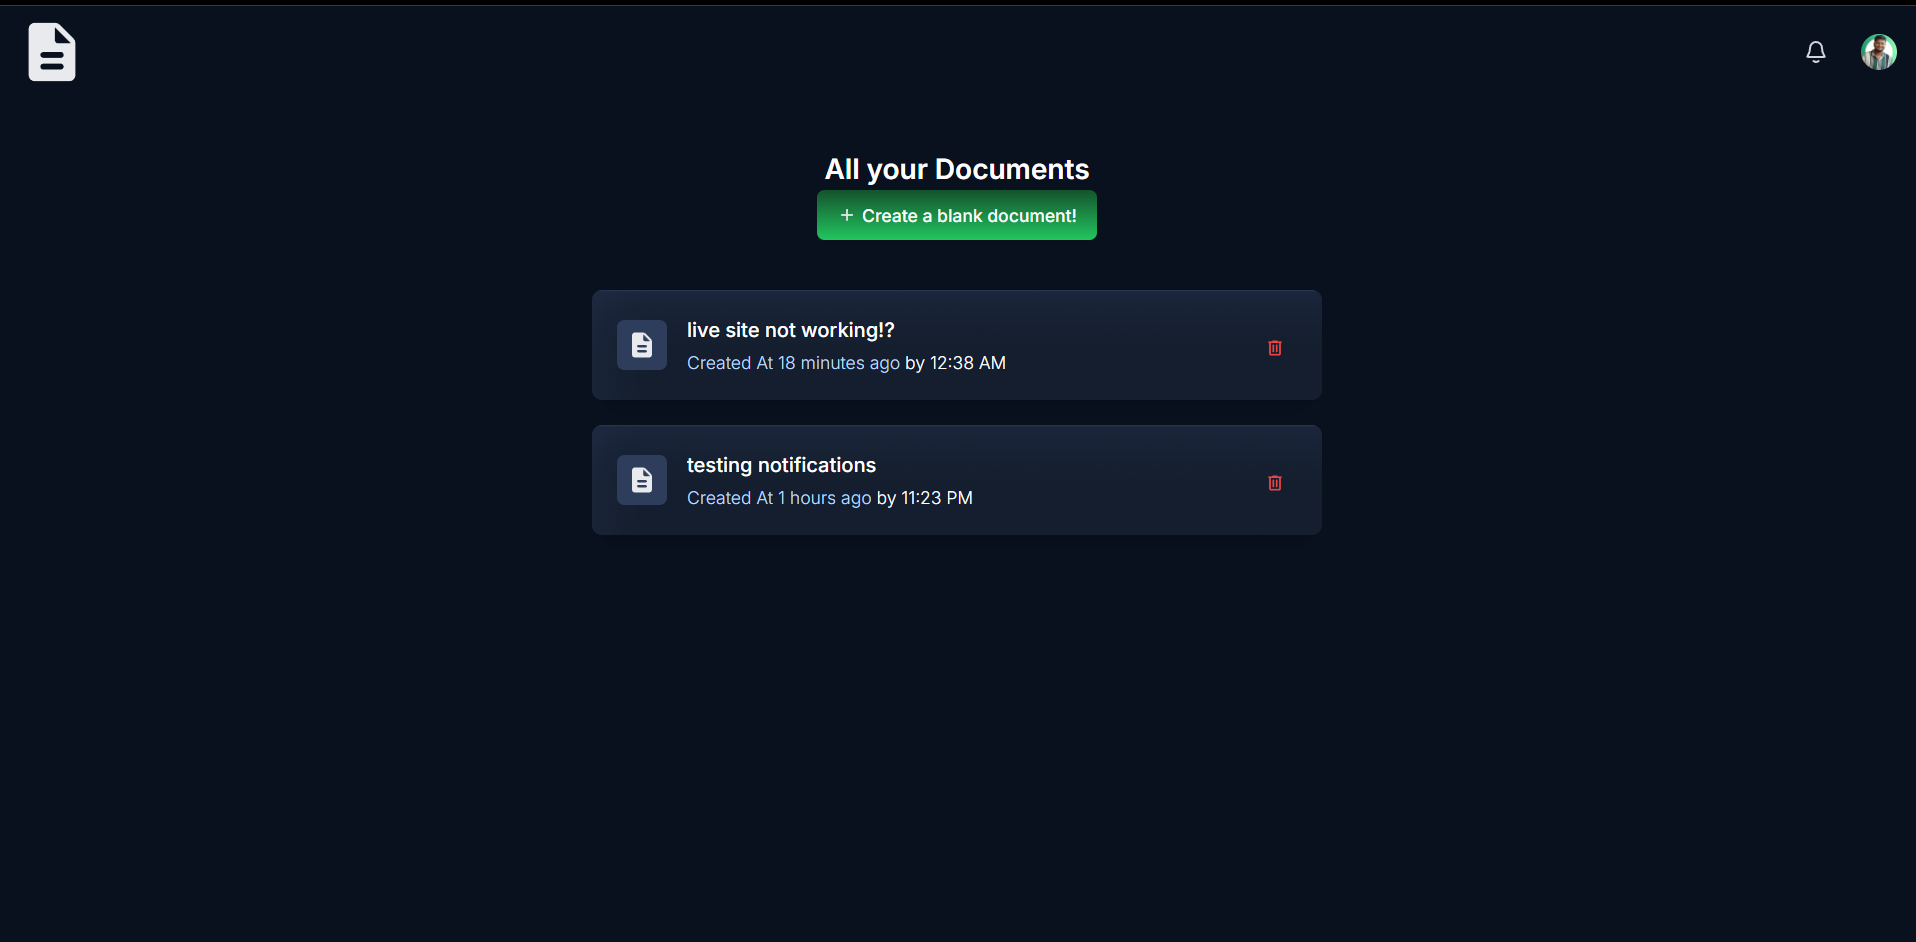 All your Documents
+ Create a blank document!
live site not working!?
Created At 18 minutes ago by 12:38 AM
testing notifications
Created At 1 hours ago by 11:23 PM